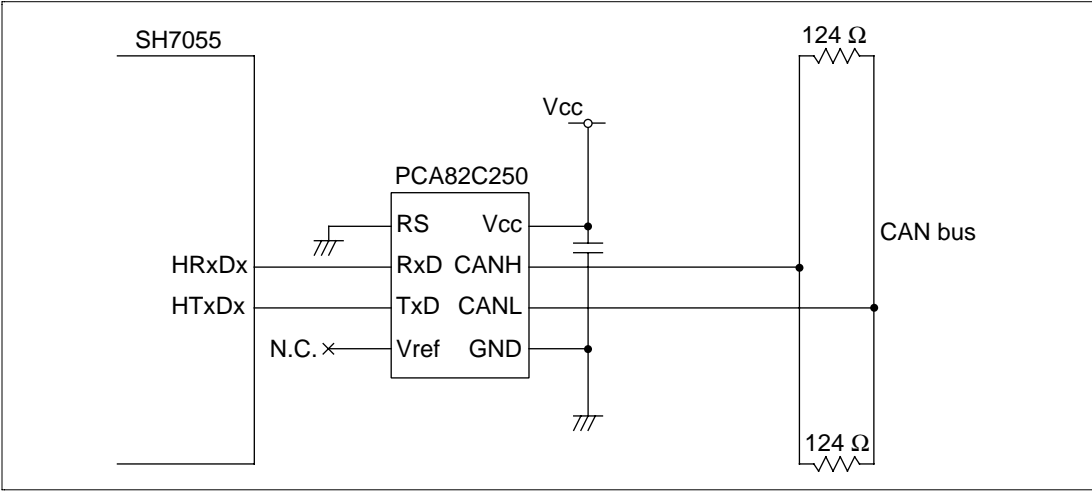 SH7055
124 Ω
Vcc
PCA82C250
RS Vcc
CAN bus
HRxDx RxD CANH
HTxDx TxD CANL
N.C. Vref GND
124 Ω